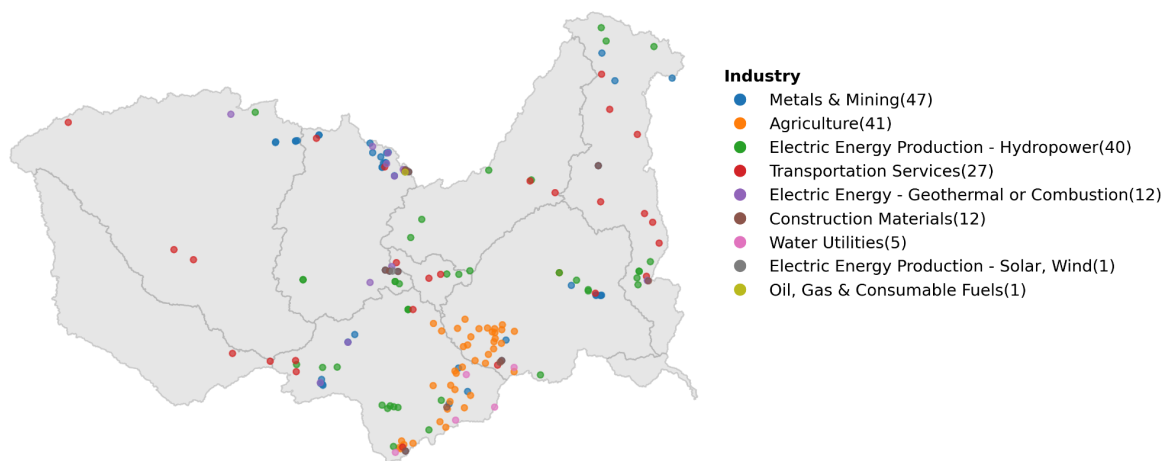 Industry
Metals & Mining(47)
Agriculture(41)
Electric Energy Production - Hydropower(40)
Transportation Services(27)
Electric Energy - Geothermal or Combustion(12)
Construction Materials(12)
Water Utilities(5)
Electric Energy Production - Solar, Wind(1)
Oil, Gas & Consumable Fuels(1)